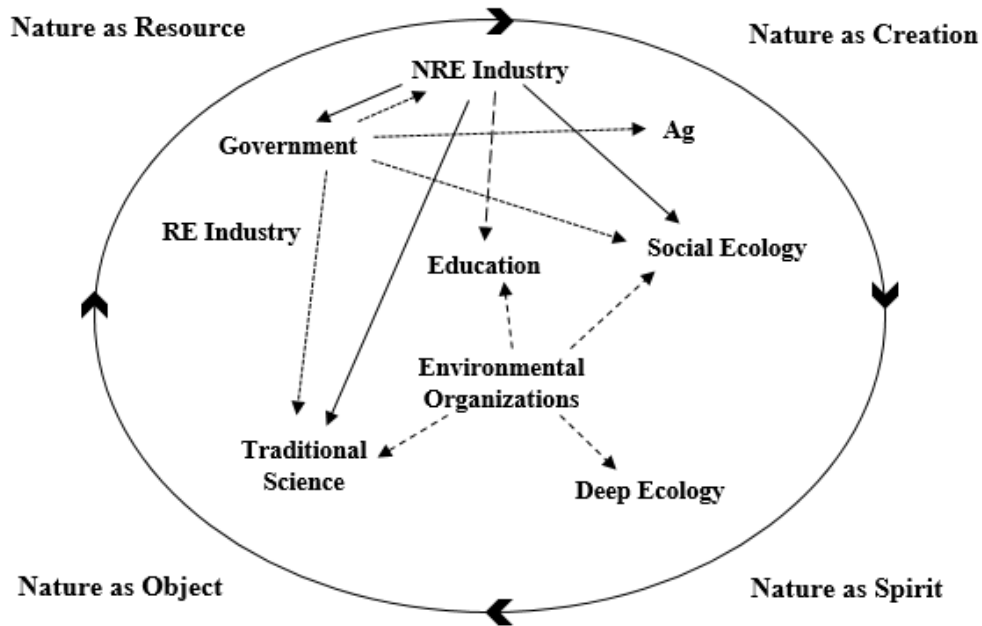 Nature as Resource
Nature as Creation
NRE Industry
Government
Ag
RE Industry
Social Ecology
Education
Environmental
Organizations
Traditional
Science
Deep Ecology
Nature as Object
Nature as Spirit